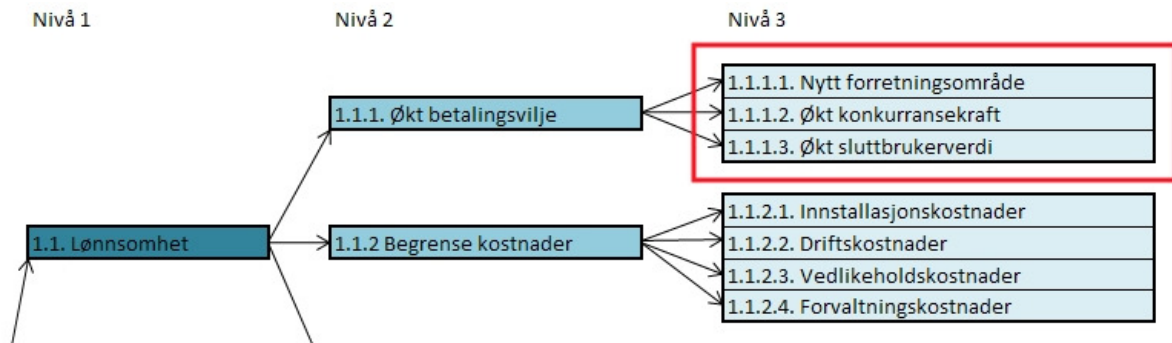 Nivå 1
Nivå 2
Nivå 3
1.1. Lønnsomhet
1.1.1. Økt betalingsvilje
1.1.1.1. Nytt forretningsområde
1.1.1.2. Økt konkurransekraft
1.1.1.3. Økt sluttbrukerverdi
1.1.2 Begrense kostnader
1.1.2.1. Innstallasjonskostnader
1.1.2.2. Driftskostnader
1.1.2.3. Vedlikeholdskostnader
1.1.2.4. Forvaltningskostnader